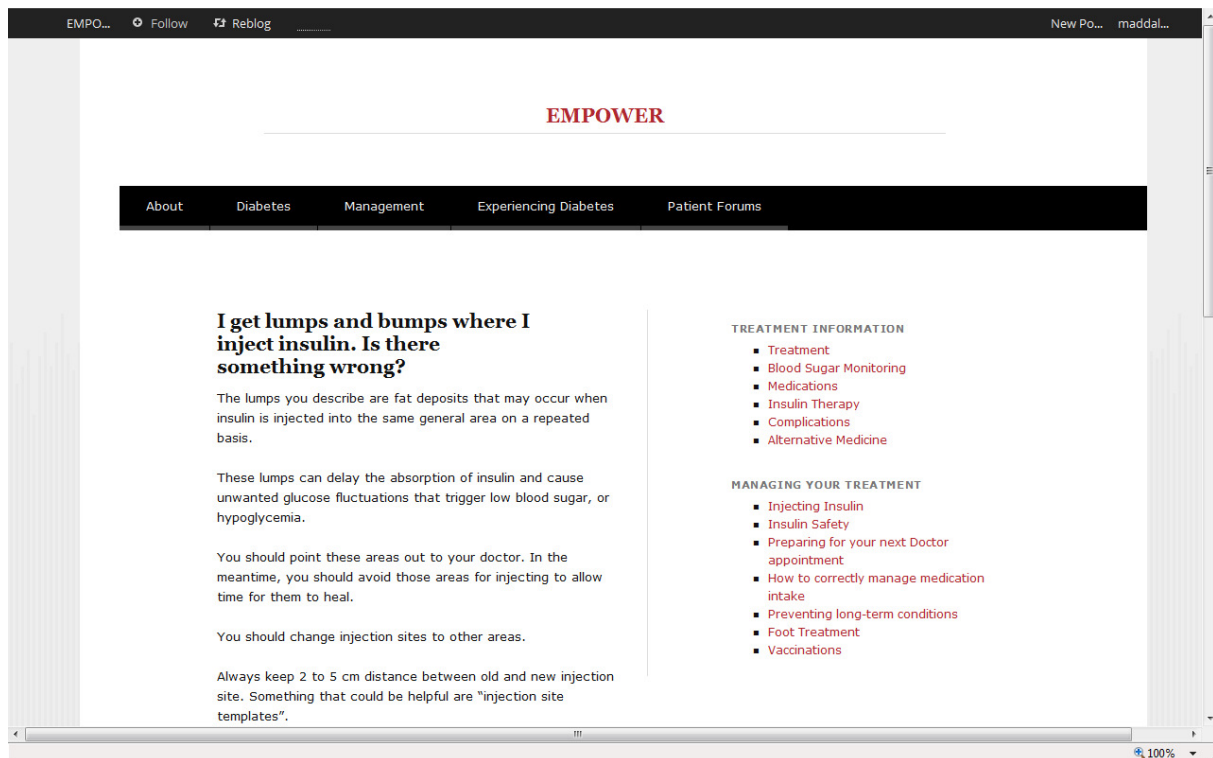 EMPO... Follow Reblog New Po... maddal...
EMPOWER
About Diabetes Management Experiencing Diabetes Patient Forums
I get lumps and bumps where I
inject insulin. Is there
something wrong?
The lumps you describe are fat deposits that may occur when
insulin is injected into the same general area on a repeated
basis.
These lumps can delay the absorption of insulin and cause
unwanted glucose fluctuations that trigger low blood sugar, or
hypoglycemia.
You should point these areas out to your doctor. In the
meantime, you should avoid those areas for injecting to allow
time for them to heal.
You should change injection sites to other areas.
Always keep 2 to 5 cm distance between old and new injection
site. Something that could be helpful are “injection site
templates”.
TREATMENT INFORMATION
Treatment
Blood Sugar Monitoring
Medications
Insulin Therapy
Complications
Alternative Medicine
MANAGING YOUR TREATMENT
Injecting Insulin
Insulin Safety
Preparing for your next Doctor
appointment
How to correctly manage medication
intake
Preventing long-term conditions
Foot Treatment
Vaccinations
100%